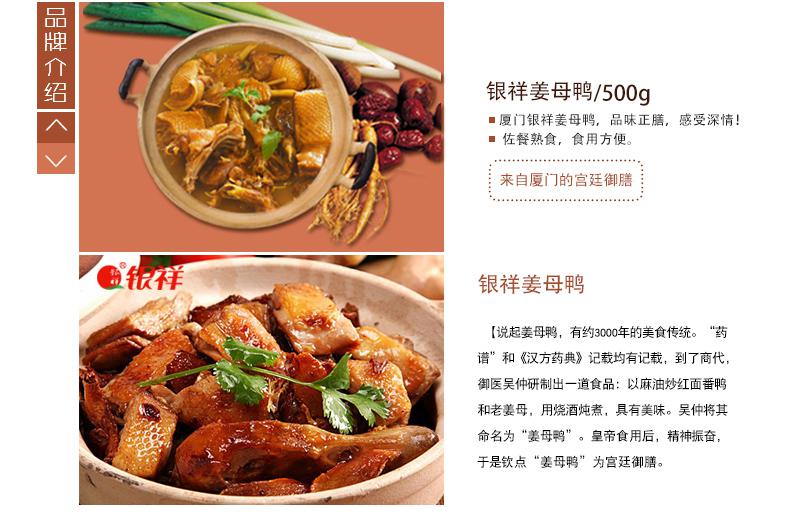 品牌介绍
银祥姜母鸭/500g
厦门银祥姜母鸭，品味正膳，感受深情！
佐餐熟食，食用方便。
来自厦门的宫廷御膳
银祥
银祥姜母鸭
【说起姜母鸭，有约3000年的美食传统。“药
谱”和《汉方药典》记载均有记载，到了商代，
御医吴仲研制出一道食品：以麻油炒红面番鸭
和老姜母，用烧酒炖煮，具有美味。吴仲将其
命名为“姜母鸭”。皇帝食用后，精神振奋，
于是钦点“姜母鸭”为宫廷御膳。